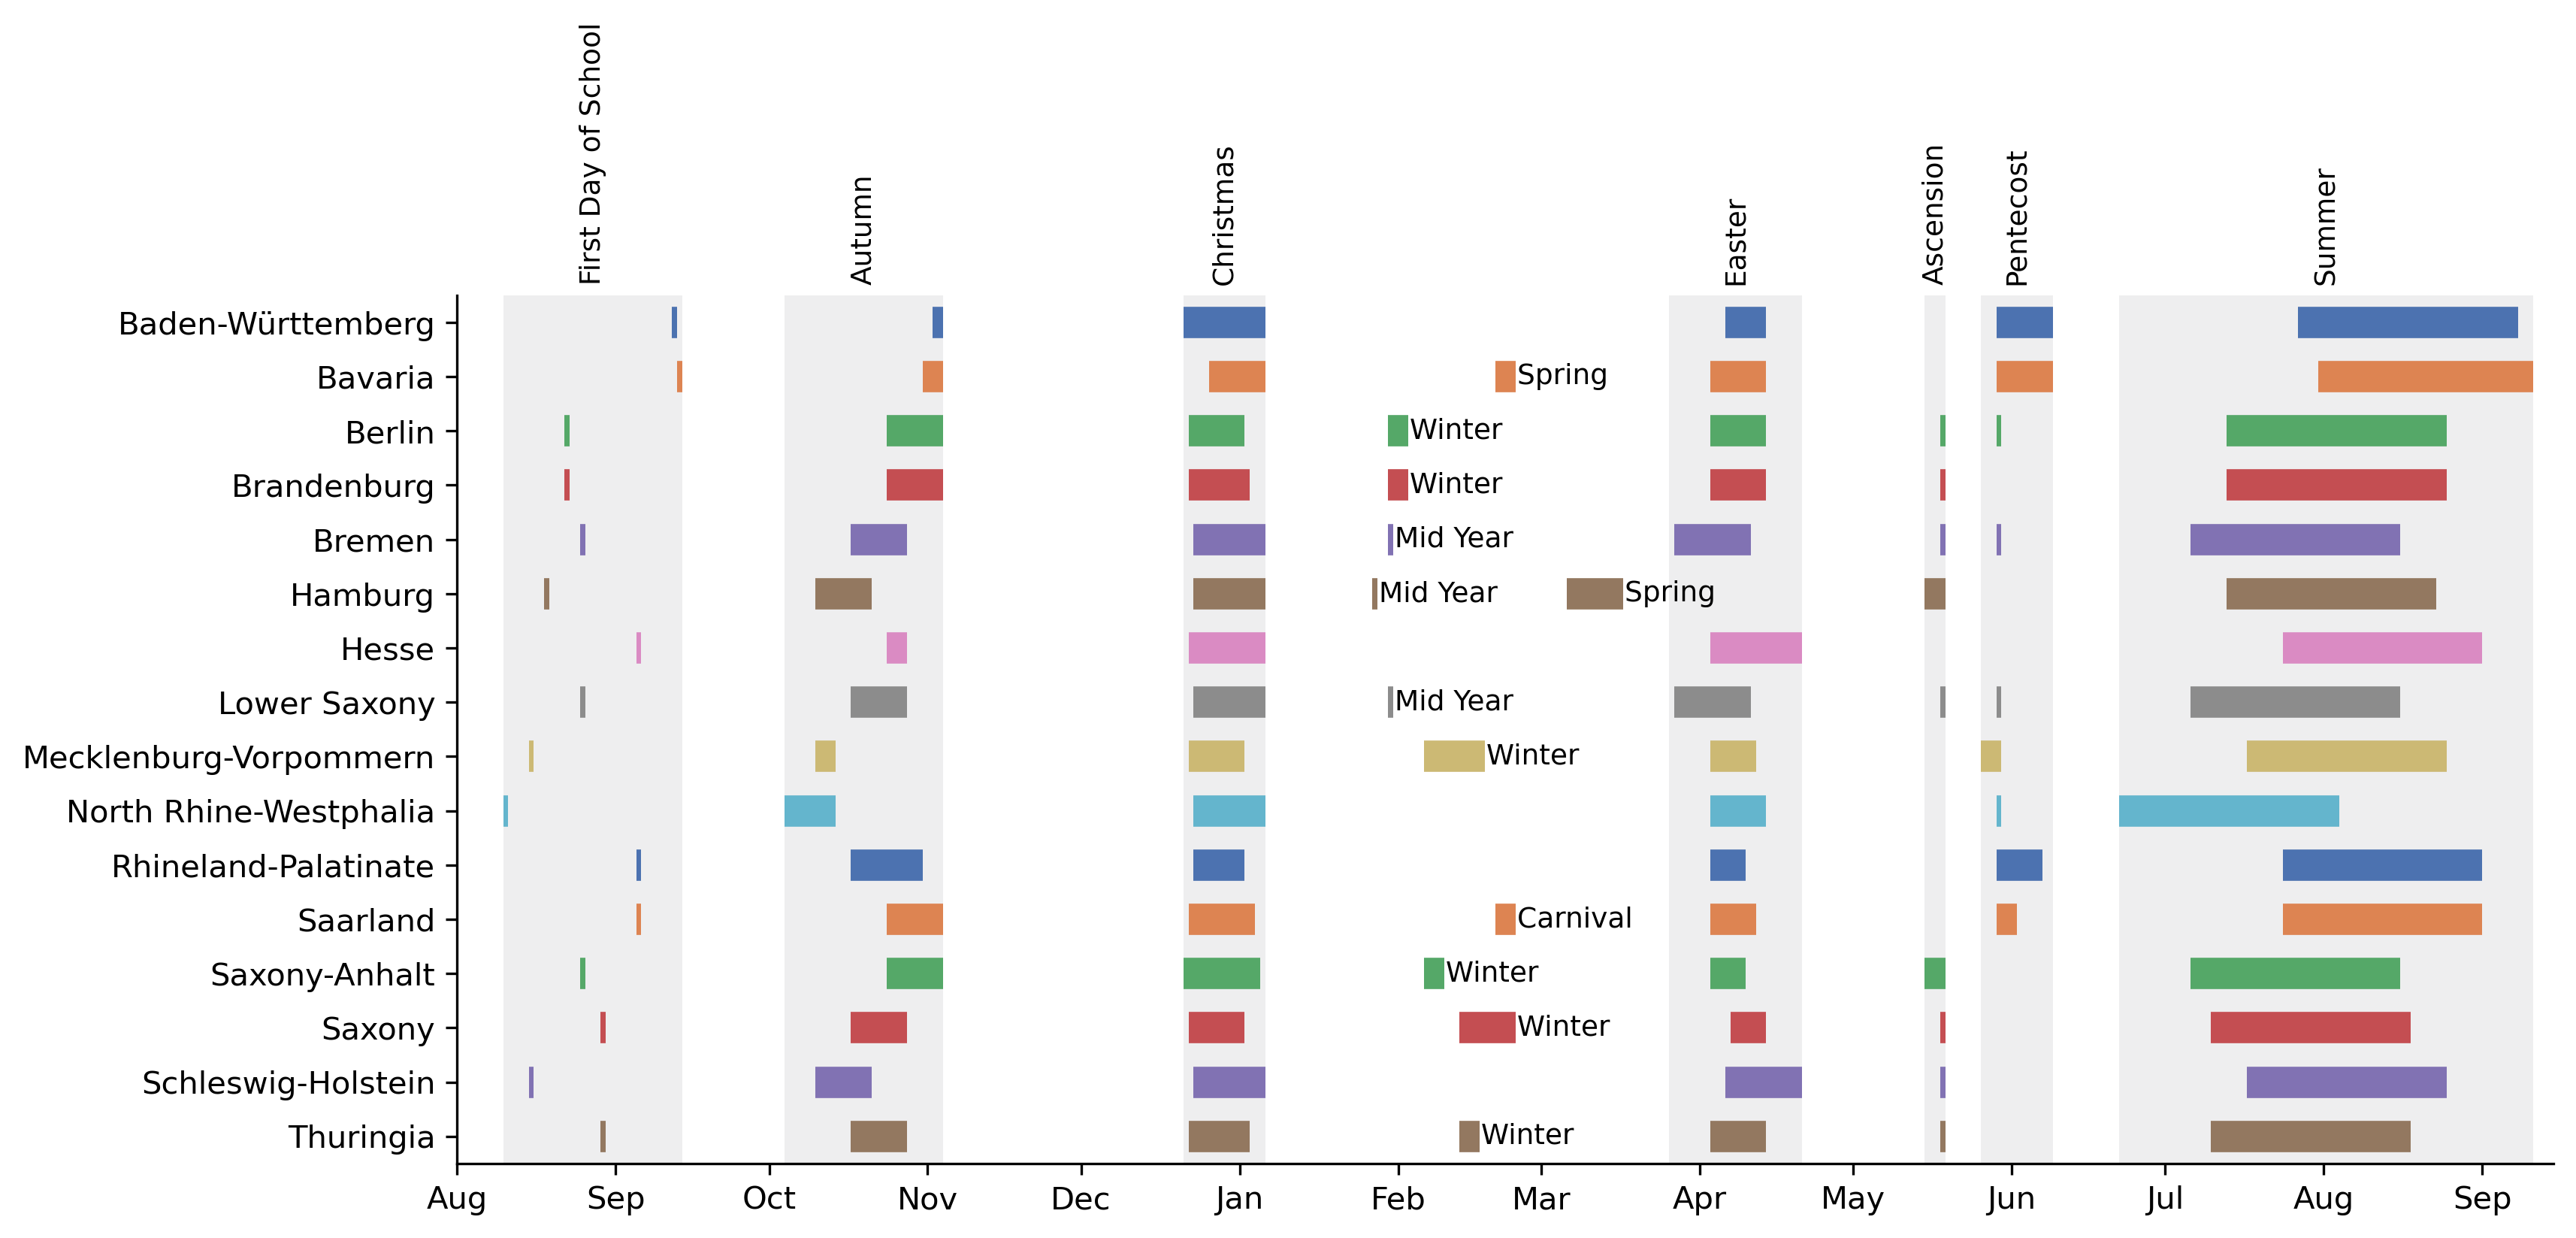 First Day of School
Autumn
Christmas
Easter
Ascension
Pentecost
Summer
Baden-Württemberg
Bavaria
Spring
Berlin
Winter
Brandenburg
Winter
Bremen
Mid Year
Hamburg
Mid Year
Spring
Hesse
Lower Saxony
Mid Year
Mecklenburg-Vorpommern
Winter
North Rhine-Westphalia
Rhineland-Palatinate
Saarland
Carnival
Saxony-Anhalt
Winter
Saxony
Winter
Schleswig-Holstein
Thuringia
Winter
Aug Sep Oct Nov Dec Jan Feb Mar Apr May Jun Jul Aug Sep